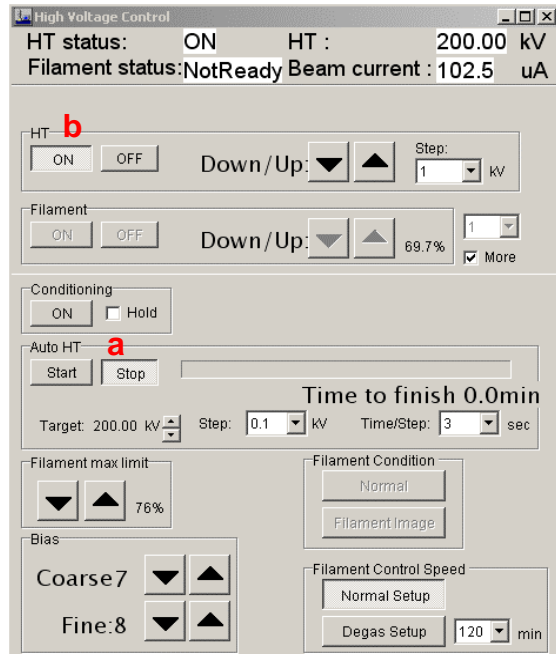 High Voltage Control
HT status: ON HT : 200.00 kV
Filament status: NotReady Beam current : 102.5 uA
b
HT
ON OFF Down/Up: Step: 1 kV
Filament
ON OFF Down/Up: 69.7% 1
More
Conditioning
ON Hold
a
Auto HT
Start Stop
Time to finish 0.0min
Target: 200.00 kV Step: 0.1 kV Time/Step: 3 sec
Filament max limit
76%
Filament Condition
Normal
Filament Image
Bias
Coarse7
Fine:8
Filament Control Speed
Normal Setup
Degas Setup 120 min